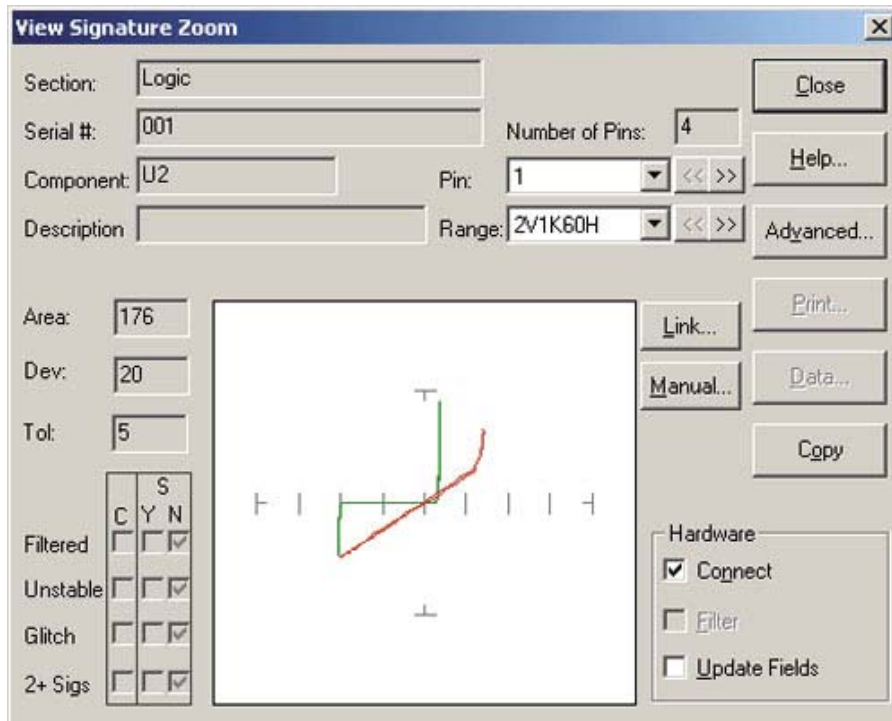 View Signature Zoom
Section: Logic
Close
Serial #: 001
Number of Pins: 4
Help...
Component: U2
Pin: 1 << >>
Description
Range: 2V1K60H << >>
Advanced...
Area: 176
Link...
Print...
Dev: 20
Manual...
Data...
Tol: 5
Copy
S
C Y N
Filtered
Unstable
Glitch
2+ Sigs
Hardware
Connect
Filter
Update Fields